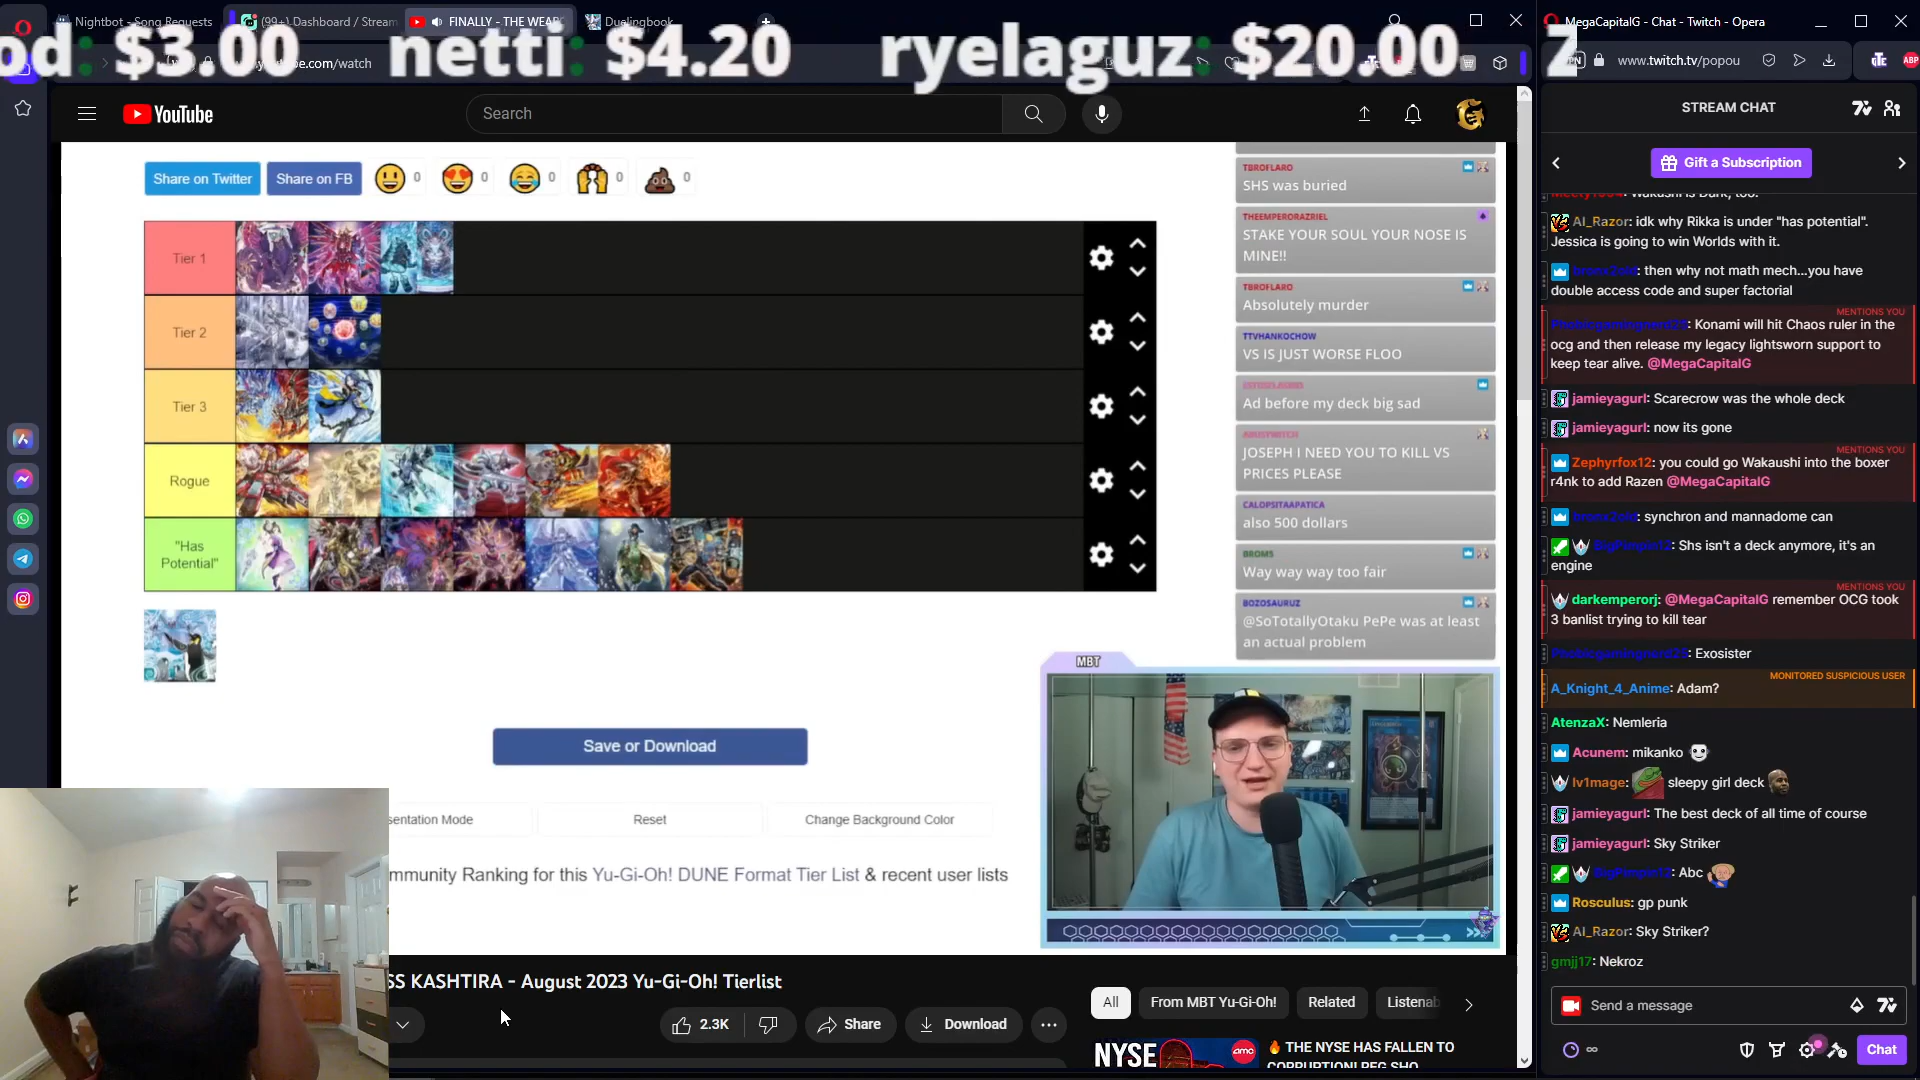 Nightbot - Song Requests
(99+) Dashboard / Stream
FINALLY - THE WEAK
Duelingbook
MegaCapitalG - Chat - Twitch - Opera
od: $3.00 netti: $4.20 ryelaguz: $20.00 Z
www.twitch.tv/popou
YouTube
Search
STREAM CHAT
Gift a Subscription
Share on Twitter
Share on FB
0
0
0
0
0
Tier 1
Tier 2
Tier 3
Rogue
"Has
Potential"
Save or Download
sentation Mode
Reset
Change Background Color
mmunity Ranking for this Yu-Gi-Oh! DUNE Format Tier List & recent user lists
TBROFLARO
SHS was buried
THEEMPERORAZRIEL
STAKE YOUR SOUL YOUR NOSE IS
MINE!!
TBROFLARO
Absolutely murder
TTVHANKOCHOW
VS IS JUST WORSE FLOO
Ad before my deck big sad
JOSEPH I NEED YOU TO KILL VS
PRICES PLEASE
CALOPSITAAPATICA
also 500 dollars
BROMS
Way way way too fair
BOZOSAURUZ
@SoTotallyOtaku PePe was at least
an actual problem
MBT
SS KASHTIRA - August 2023 Yu-Gi-Oh! Tierlist
2.3K
Share
Download
All
From MBT Yu-Gi-Oh!
Related
Listenab
NYSE
amc
THE NYSE HAS FALLEN TO
CORRUPTION! REG SHO
Wakushi is Dark, too.
AI_Razor: idk why Rikka is under "has potential".
Jessica is going to win Worlds with it.
then why not math mech...you have
double access code and super factorial
MENTIONS YOU
Phobicgamingnerd25: Konami will hit Chaos ruler in the
ocg and then release my legacy lightsworn support to
keep tear alive. @MegaCapitalG
jamieyagurl: Scarecrow was the whole deck
jamieyagurl: now its gone
MENTIONS YOU
Zephyrfox12: you could go Wakaushi into the boxer
r4nk to add Razen @MegaCapitalG
synchron and mannadome can
BigPimpin12: Shs isn't a deck anymore, it's an
engine
MENTIONS YOU
darkemperorj: @MegaCapitalG remember OCG took
3 banlist trying to kill tear
Phobicgamingnerd25: Exosister
MONITORED SUSPICIOUS USER
A_Knight_4_Anime: Adam?
AtenzaX: Nemleria
Acunem: mikanko
lv1mage: sleepy girl deck
jamieyagurl: The best deck of all time of course
jamieyagurl: Sky Striker
BigPimpin12: Abc
Rosculus: gp punk
AI_Razor: Sky Striker?
gmjj17: Nekroz
Send a message
Chat